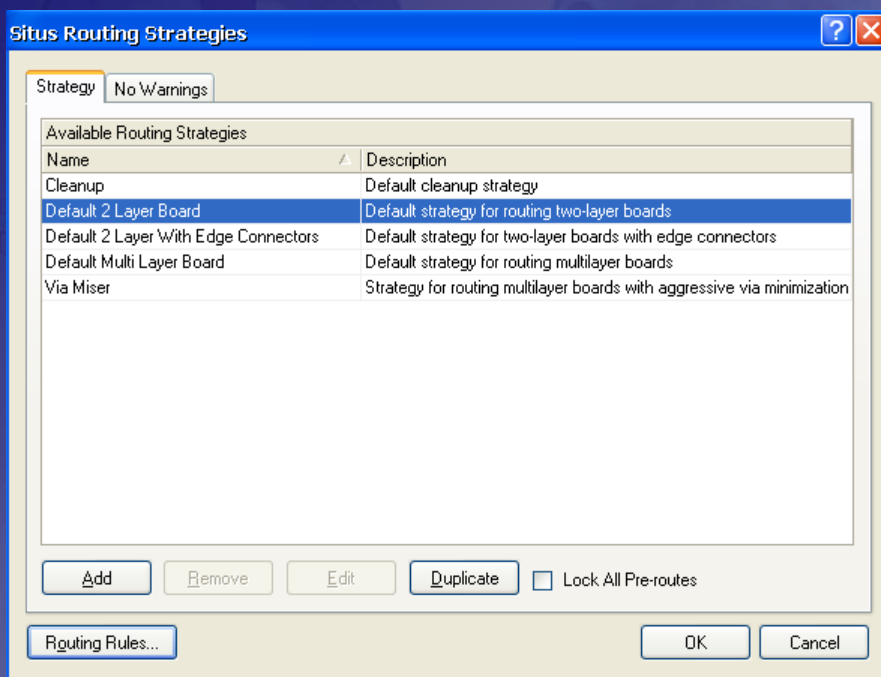 Situs Routing Strategies
Strategy No Warnings
Available Routing Strategies
Name Description
Cleanup Default cleanup strategy
Default 2 Layer Board Default strategy for routing two-layer boards
Default 2 Layer With Edge Connectors Default strategy for two-layer boards with edge connectors
Default Multi Layer Board Default strategy for routing multilayer boards
Via Miser Strategy for routing multilayer boards with aggressive via minimization
Add Remove Edit Duplicate Lock All Pre-routes
Routing Rules... OK Cancel